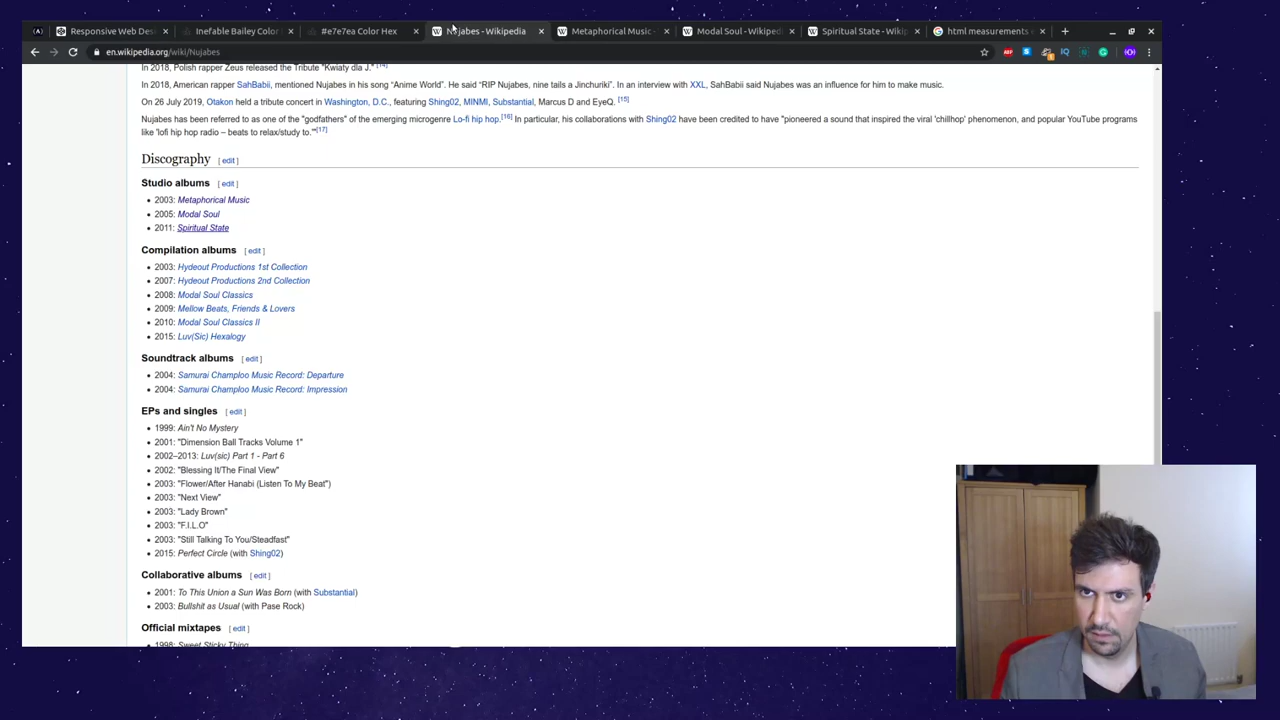 Responsive Web Des
Inefable Bailey Color H
#e7e7ea Color Hex
Nujabes - Wikipedia
Metaphorical Music -
Modal Soul - Wikipedi
Spiritual State - Wikip
html measurements e
en.wikipedia.org/wiki/Nujabes
In 2018, Polish rapper Zeus released the Tribute "Kwiaty dla J." [14]
In 2018, American rapper SahBabii, mentioned Nujabes in his song “Anime World”. He said “RIP Nujabes, nine tails a Jinchuriki”. In an interview with XXL, SahBabii said Nujabes was an influence for him to make music.
On 26 July 2019, Otakon held a tribute concert in Washington, D.C., featuring Shing02, MINMI, Substantial, Marcus D and EyeQ. [15]
Nujabes has been referred to as one of the "godfathers" of the emerging microgenre Lo-fi hip hop.[16] In particular, his collaborations with Shing02 have been credited to have "pioneered a sound that inspired the viral 'chillhop' phenomenon, and popular YouTube programs
like 'lofi hip hop radio – beats to relax/study to.'"[17]
Discography [ edit ]
Studio albums [ edit ]
• 2003: Metaphorical Music
• 2005: Modal Soul
• 2011: Spiritual State
Compilation albums [ edit ]
• 2003: Hydeout Productions 1st Collection
• 2007: Hydeout Productions 2nd Collection
• 2008: Modal Soul Classics
• 2009: Mellow Beats, Friends & Lovers
• 2010: Modal Soul Classics II
• 2015: Luv(Sic) Hexalogy
Soundtrack albums [ edit ]
• 2004: Samurai Champloo Music Record: Departure
• 2004: Samurai Champloo Music Record: Impression
EPs and singles [ edit ]
• 1999: Ain't No Mystery
• 2001: "Dimension Ball Tracks Volume 1"
• 2002–2013: Luv(sic) Part 1 - Part 6
• 2002: "Blessing It/The Final View"
• 2003: "Flower/After Hanabi (Listen To My Beat")
• 2003: "Next View"
• 2003: "Lady Brown"
• 2003: "F.I.L.O"
• 2003: "Still Talking To You/Steadfast"
• 2015: Perfect Circle (with Shing02)
Collaborative albums [ edit ]
• 2001: To This Union a Sun Was Born (with Substantial)
• 2003: Bullshit as Usual (with Pase Rock)
Official mixtapes [ edit ]
• 1998: Sweet Sticky Thing